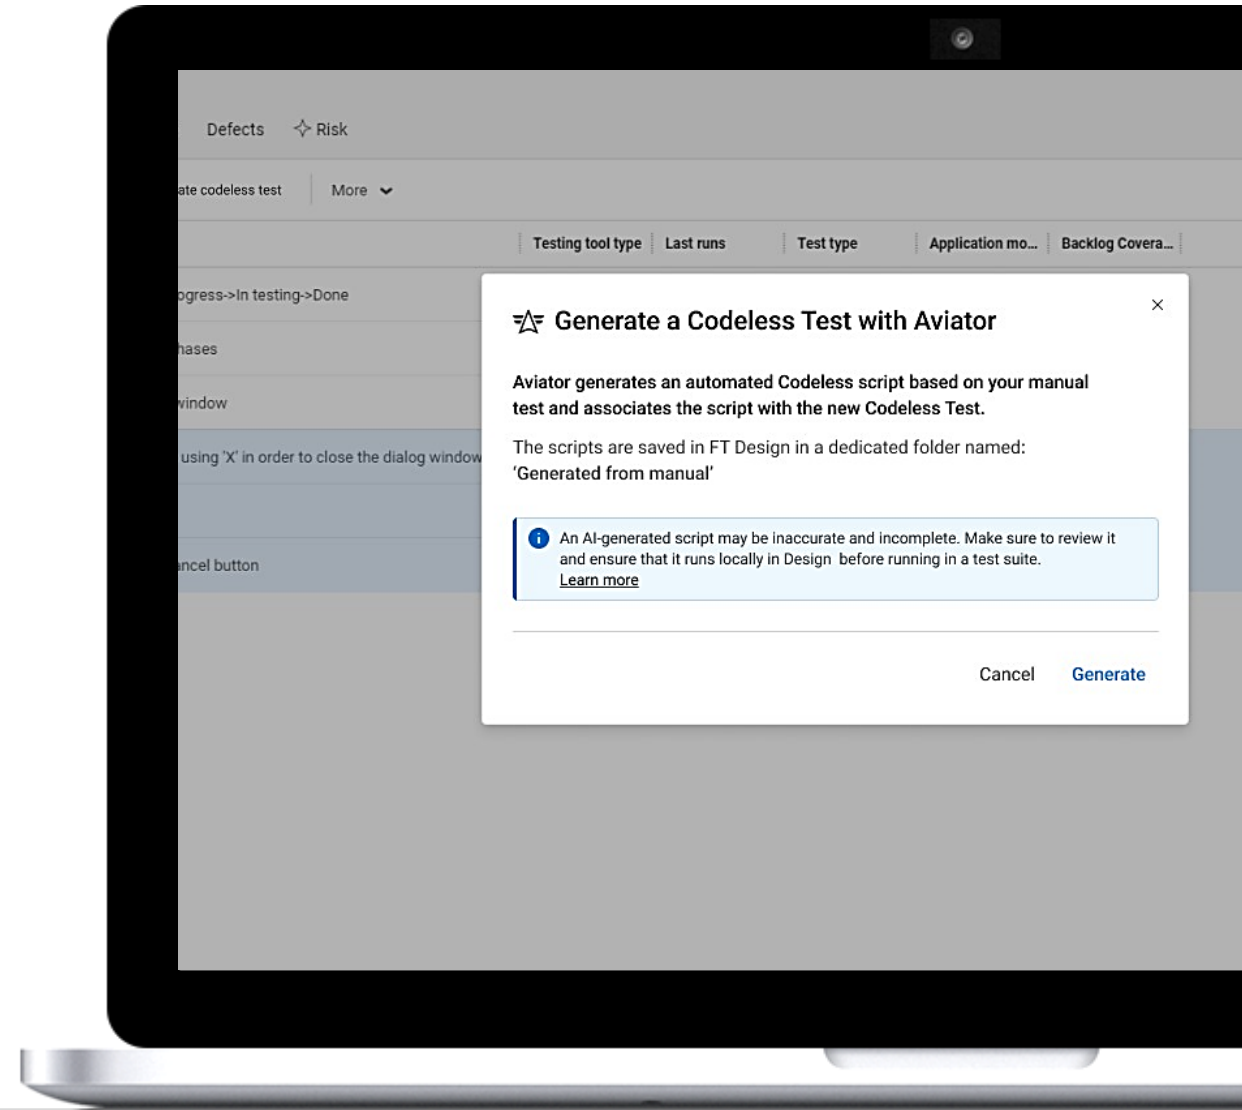 Defects
Risk
ate codeless test
More
Testing tool type
Last runs
Test type
Application mo...
Backlog Covera...
ogress->In testing->Done
hases
window
using 'X' in order to close the dialog window
ancel button
Generate a Codeless Test with Aviator
Aviator generates an automated Codeless script based on your manual
test and associates the script with the new Codeless Test.
The scripts are saved in FT Design in a dedicated folder named:
'Generated from manual'
An AI-generated script may be inaccurate and incomplete. Make sure to review it
and ensure that it runs locally in Design before running in a test suite.
Learn more
Cancel
Generate